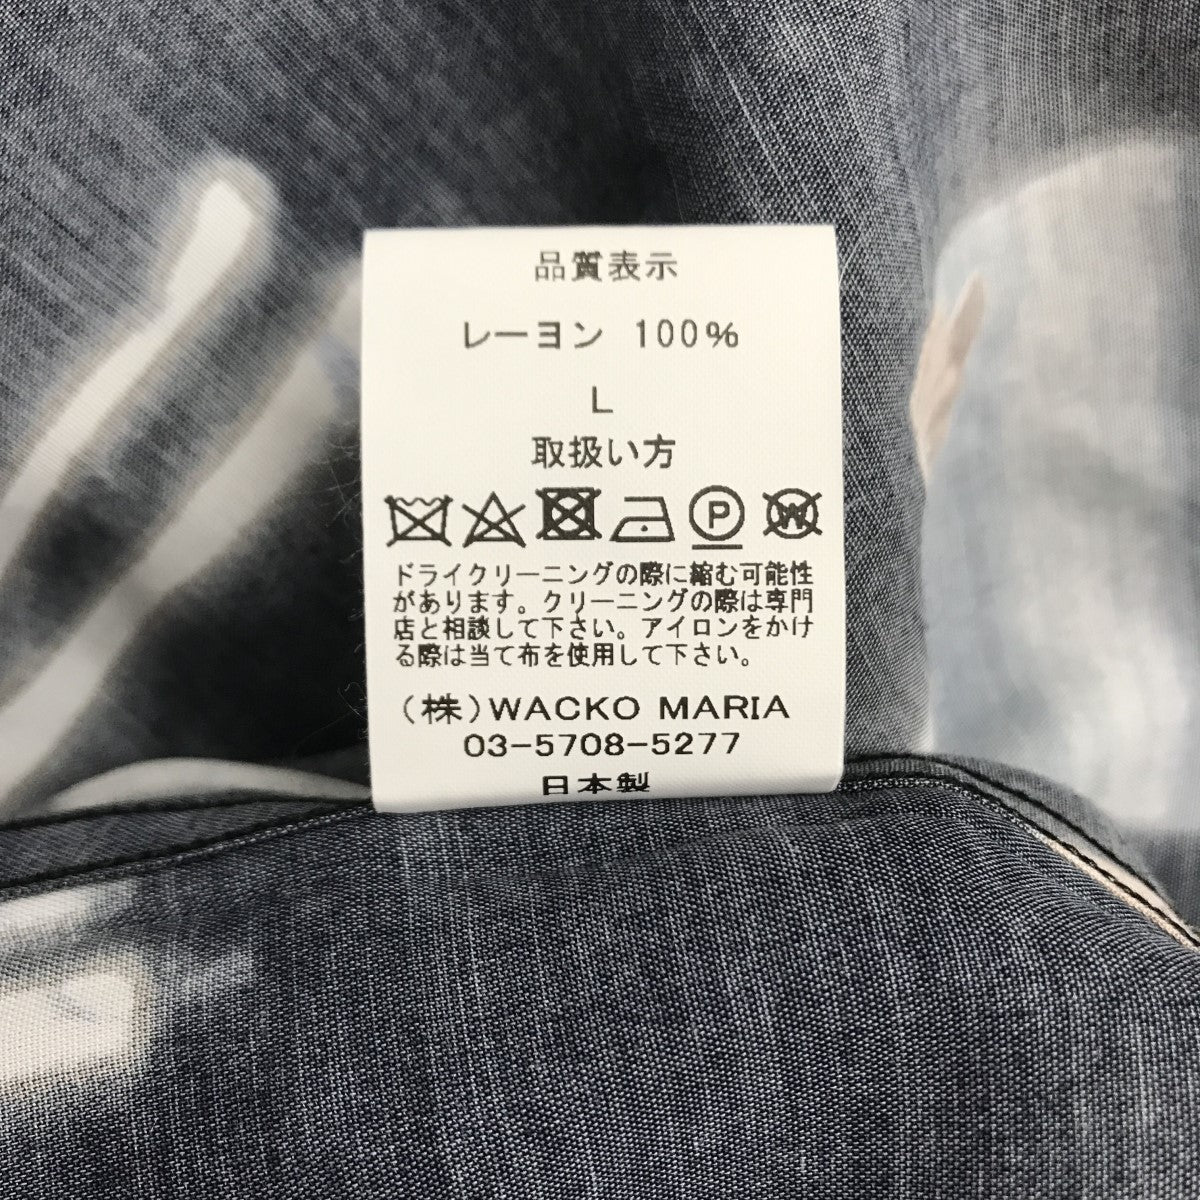 品質表示
レーヨン 100%
L
取扱い方
P W
ドライクリーニングの際に縮む可能性
があります。クリーニングの際は専門
店と相談して下さい。アイロンをかけ
る際は当て布を使用して下さい。
(株)WACKO MARIA
03-5708-5277
日本製